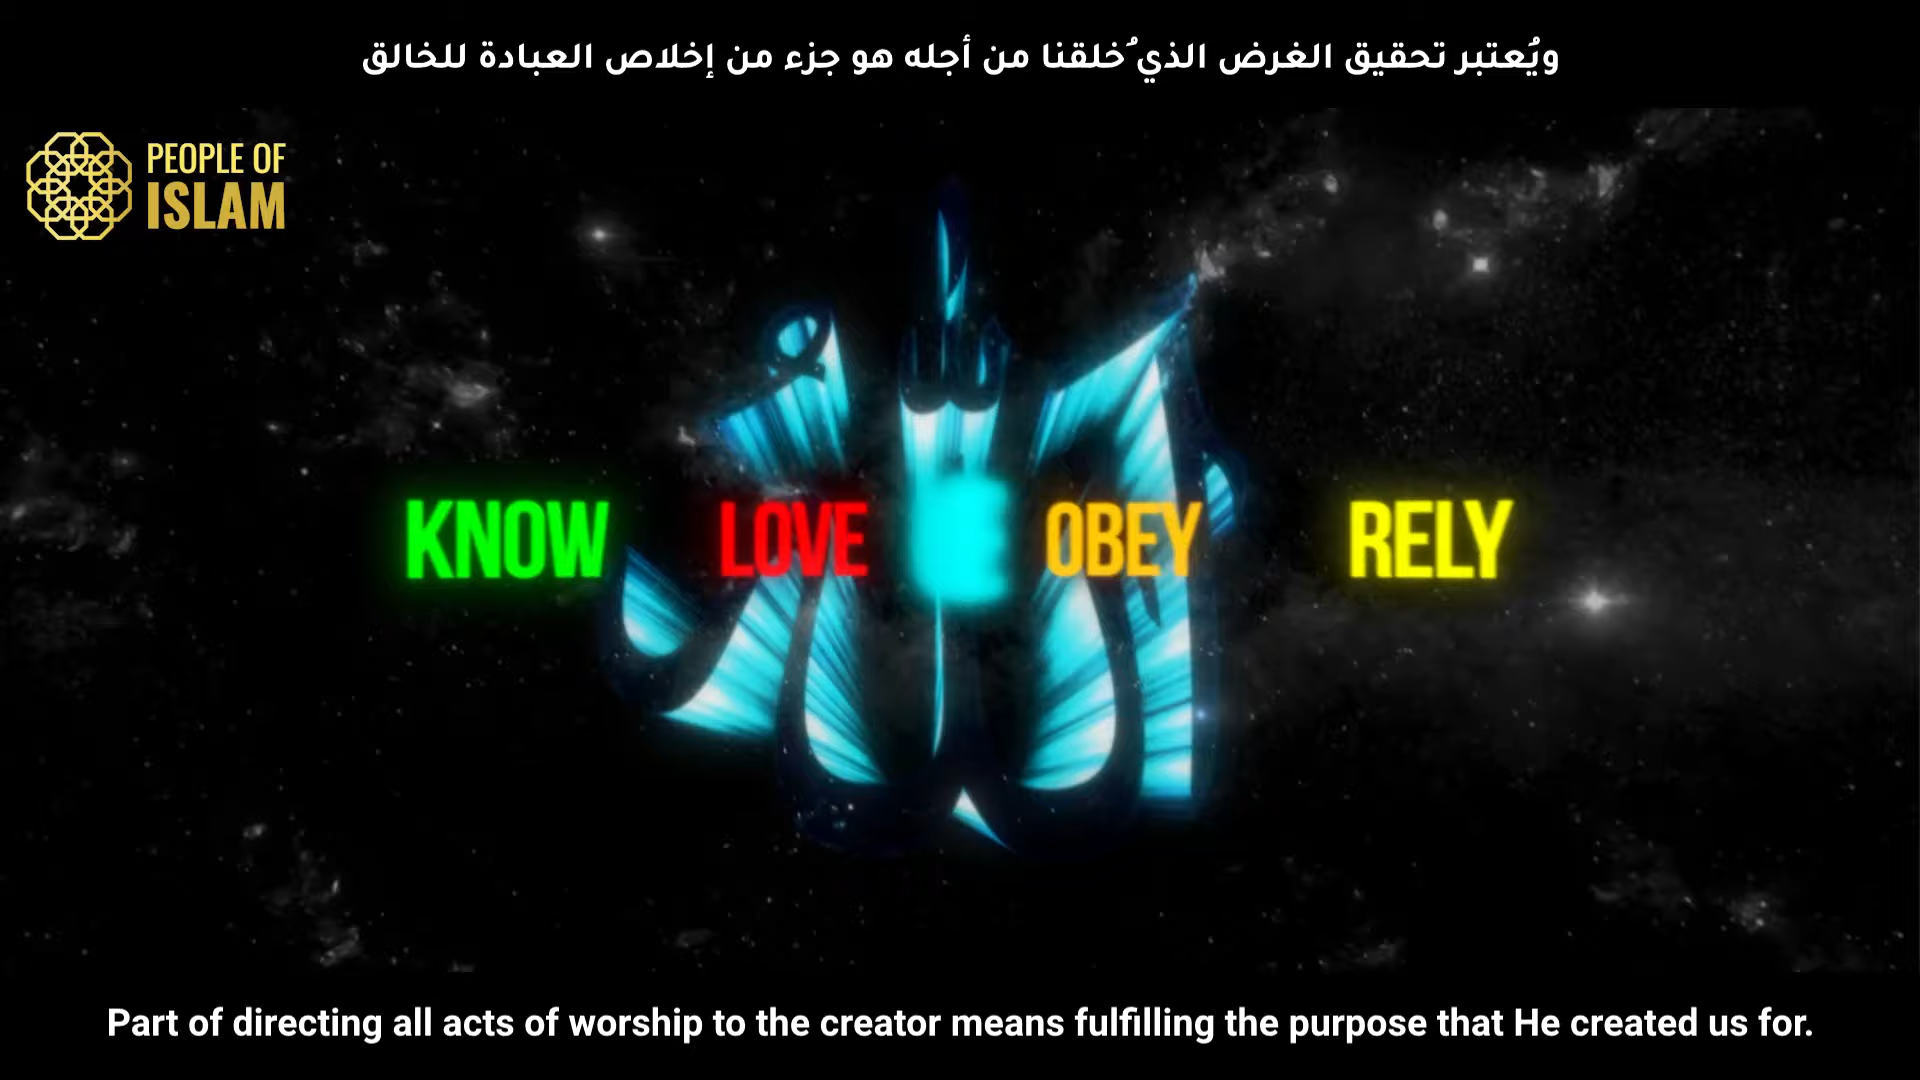 ويُعتبر تحقيق الغرض الذي ُخلقنا من أجله هو جزء من إخلاص العبادة للخالق
PEOPLE OF
ISLAM
الله
KNOW LOVE OBEY RELY
Part of directing all acts of worship to the creator means fulfilling the purpose that He created us for.